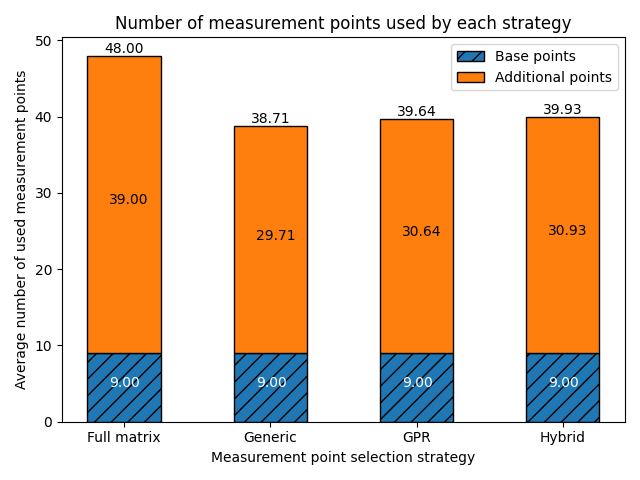 Number of measurement points used by each strategy
Average number of used measurement points
50
40
30
20
10
0
Base points
Additional points
48.00
38.71
39.64
39.93
39.00
29.71
30.64
30.93
9.00
9.00
9.00
9.00
Full matrix
Generic
GPR
Hybrid
Measurement point selection strategy